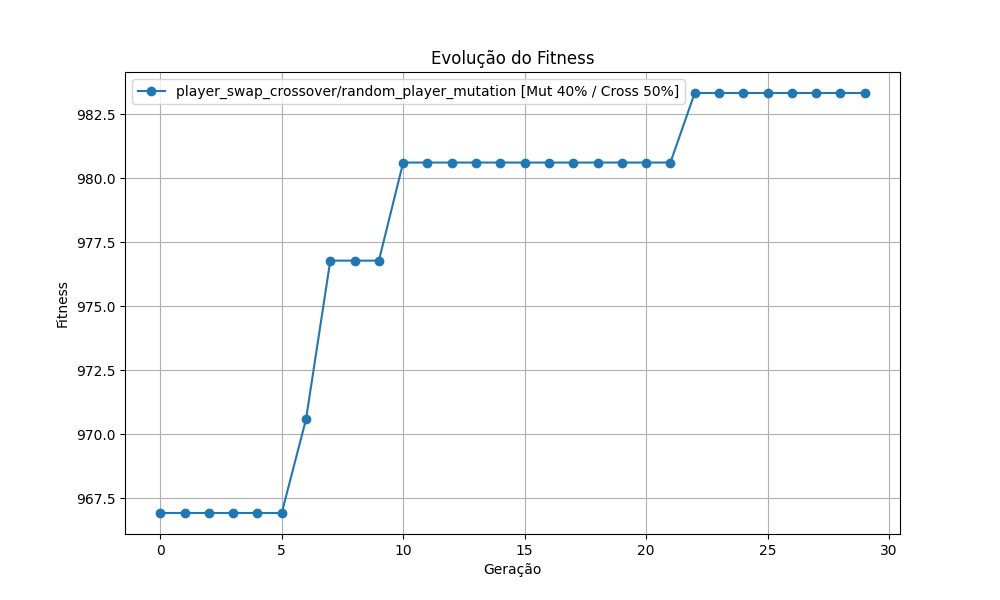 Evolução do Fitness
player_swap_crossover/random_player_mutation [Mut 40% / Cross 50%]
Fitness
982.5
980.0
977.5
975.0
972.5
970.0
967.5
0 5 10 15 20 25 30
Geração